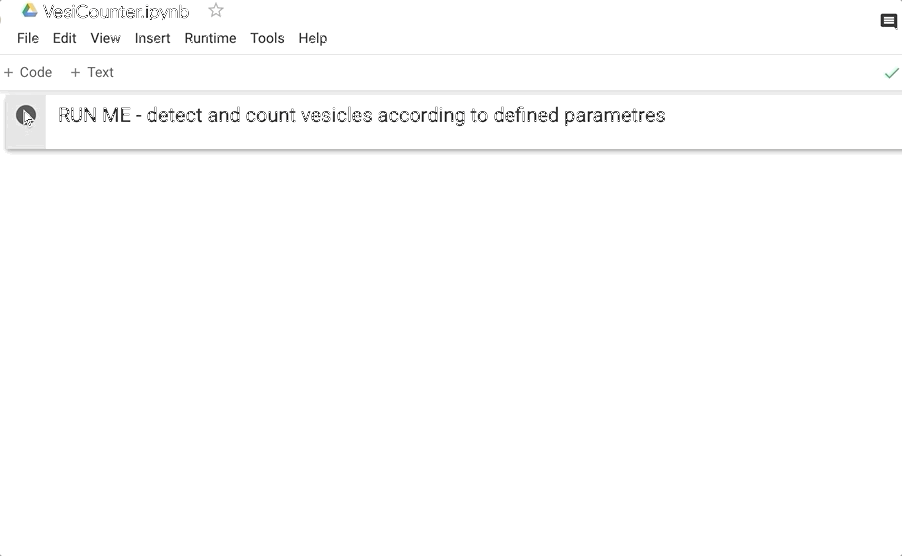 VesiCounter.ipynb
File Edit View Insert Runtime Tools Help
+ Code + Text
RUN ME - detect and count vesicles according to defined parametres